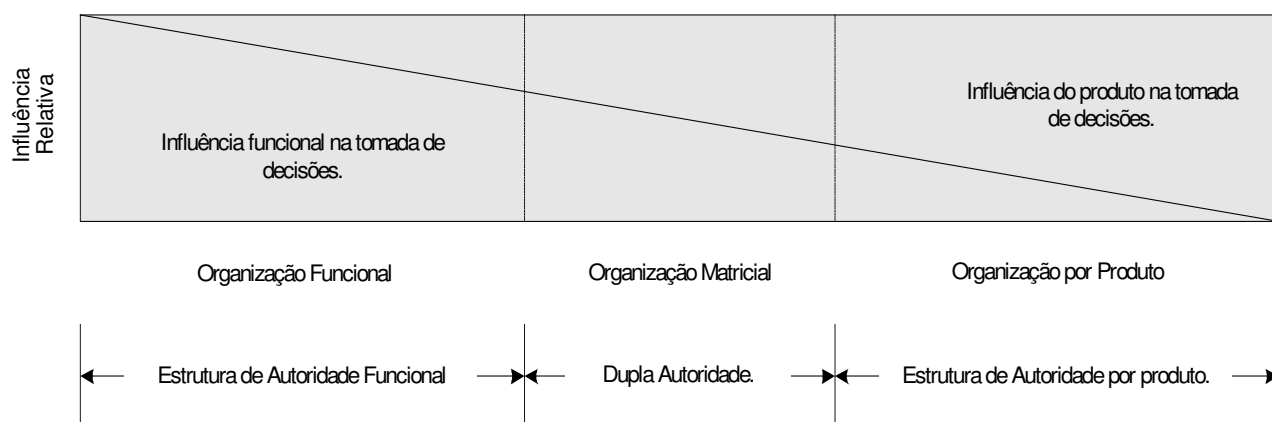 Influência
Relativa
Influência funcional na tomada de
decisões.
Influência do produto na tomada
de decisões.
Organização Funcional
Organização Matricial
Organização por Produto
Estrutura de Autoridade Funcional
Dupla Autoridade.
Estrutura de Autoridade por produto.